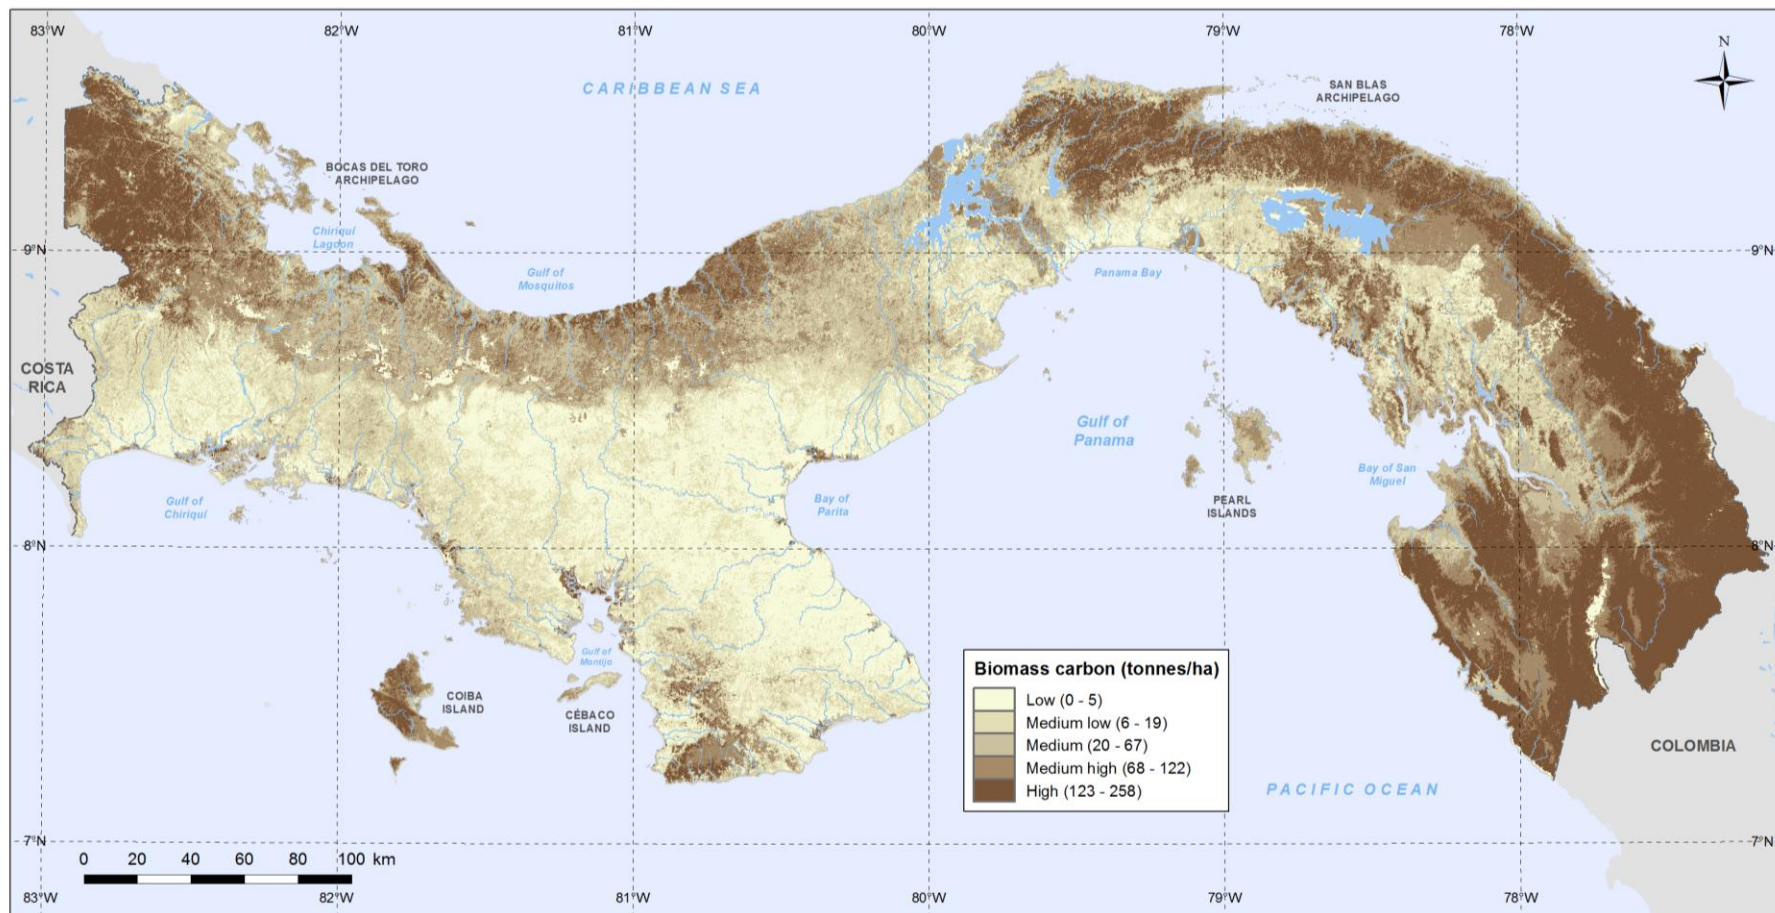 83°W
82°W
81°W
80°W
79°W
78°W
N
CARIBBEAN SEA
SAN BLAS
ARCHIPELAGO
BOCAS DEL TORO
ARCHIPELAGO
Chiriquí
Lagoon
9°N
9°N
Gulf of
Mosquitos
Panama Bay
COSTA
RICA
Gulf of
Panama
Bay of San
Miguel
Gulf of
Chiriquí
Bay of
Parita
PEARL
ISLANDS
8°N
8°N
Gulf of
Montijo
COIBA
ISLAND
CÉBACO
ISLAND
Biomass carbon (tonnes/ha)
Low (0 - 5)
Medium low (6 - 19)
Medium (20 - 67)
Medium high (68 - 122)
High (123 - 258)
COLOMBIA
PACIFIC OCEAN
7°N
7°N
0 20 40 60 80 100 km
83°W
82°W
81°W
80°W
79°W
78°W